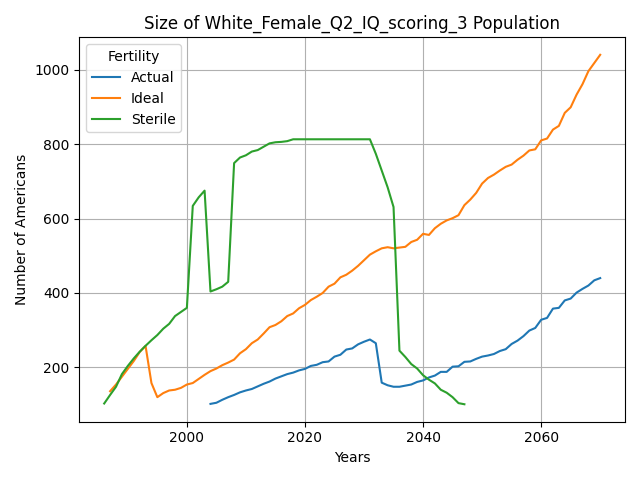 Size of White_Female_Q2_IQ_scoring_3 Population
Fertility
Actual
Ideal
Sterile
Number of Americans
1000
800
600
400
200
2000
2020
2040
2060
Years